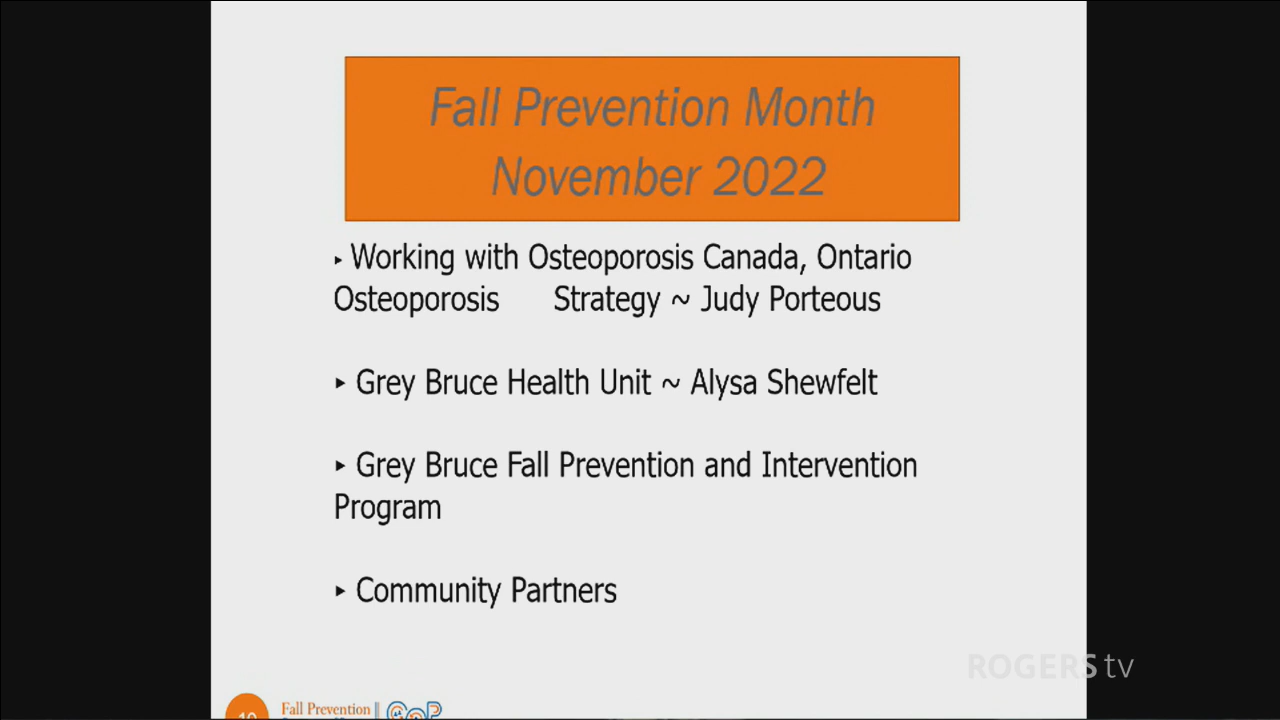 Fall Prevention Month
November 2022
▸ Working with Osteoporosis Canada, Ontario
Osteoporosis Strategy ~ Judy Porteous
▸ Grey Bruce Health Unit ~ Alysa Shewfelt
▸ Grey Bruce Fall Prevention and Intervention
Program
▸ Community Partners
ROGERS tv
Fall Prevention